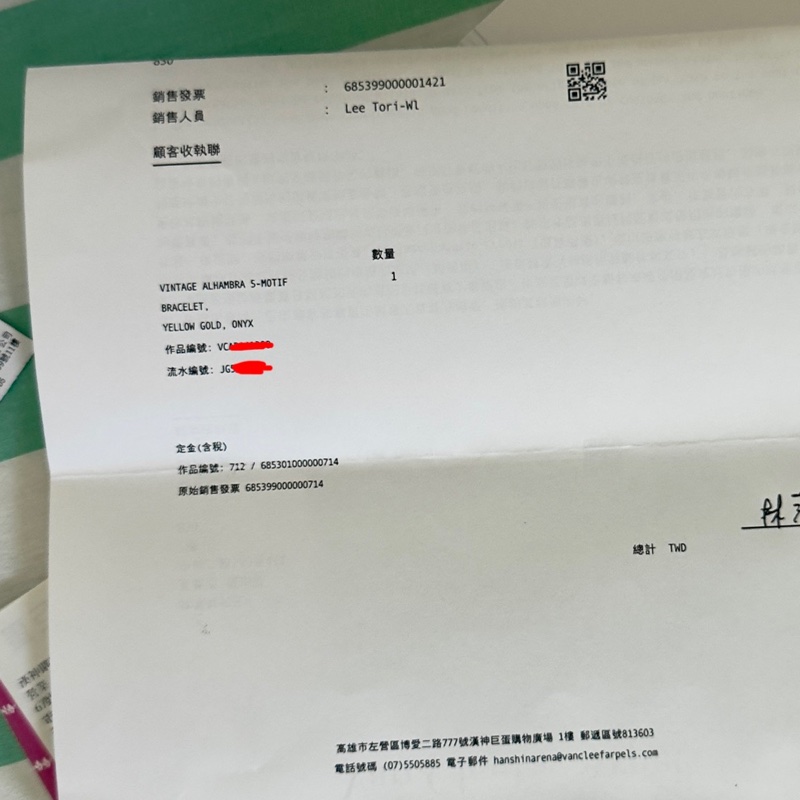 830
銷售發票 : 685399000001421
銷售人員 : Lee Tori-Wl
顧客收執聯
數量
VINTAGE ALHAMBRA 5-MOTIF 1
BRACELET,
YELLOW GOLD, ONYX
作品編號: VCA
流水編號: JG5
定金(含稅)
作品編號: 712 / 685301000000714
原始銷售發票 685399000000714
總計 TWD
高雄市左營區博愛二路777號漢神巨蛋購物廣場 1樓 郵遞區號813603
電話號碼 (07)5505885 電子郵件 hanshinarena@vancleefarpels.com